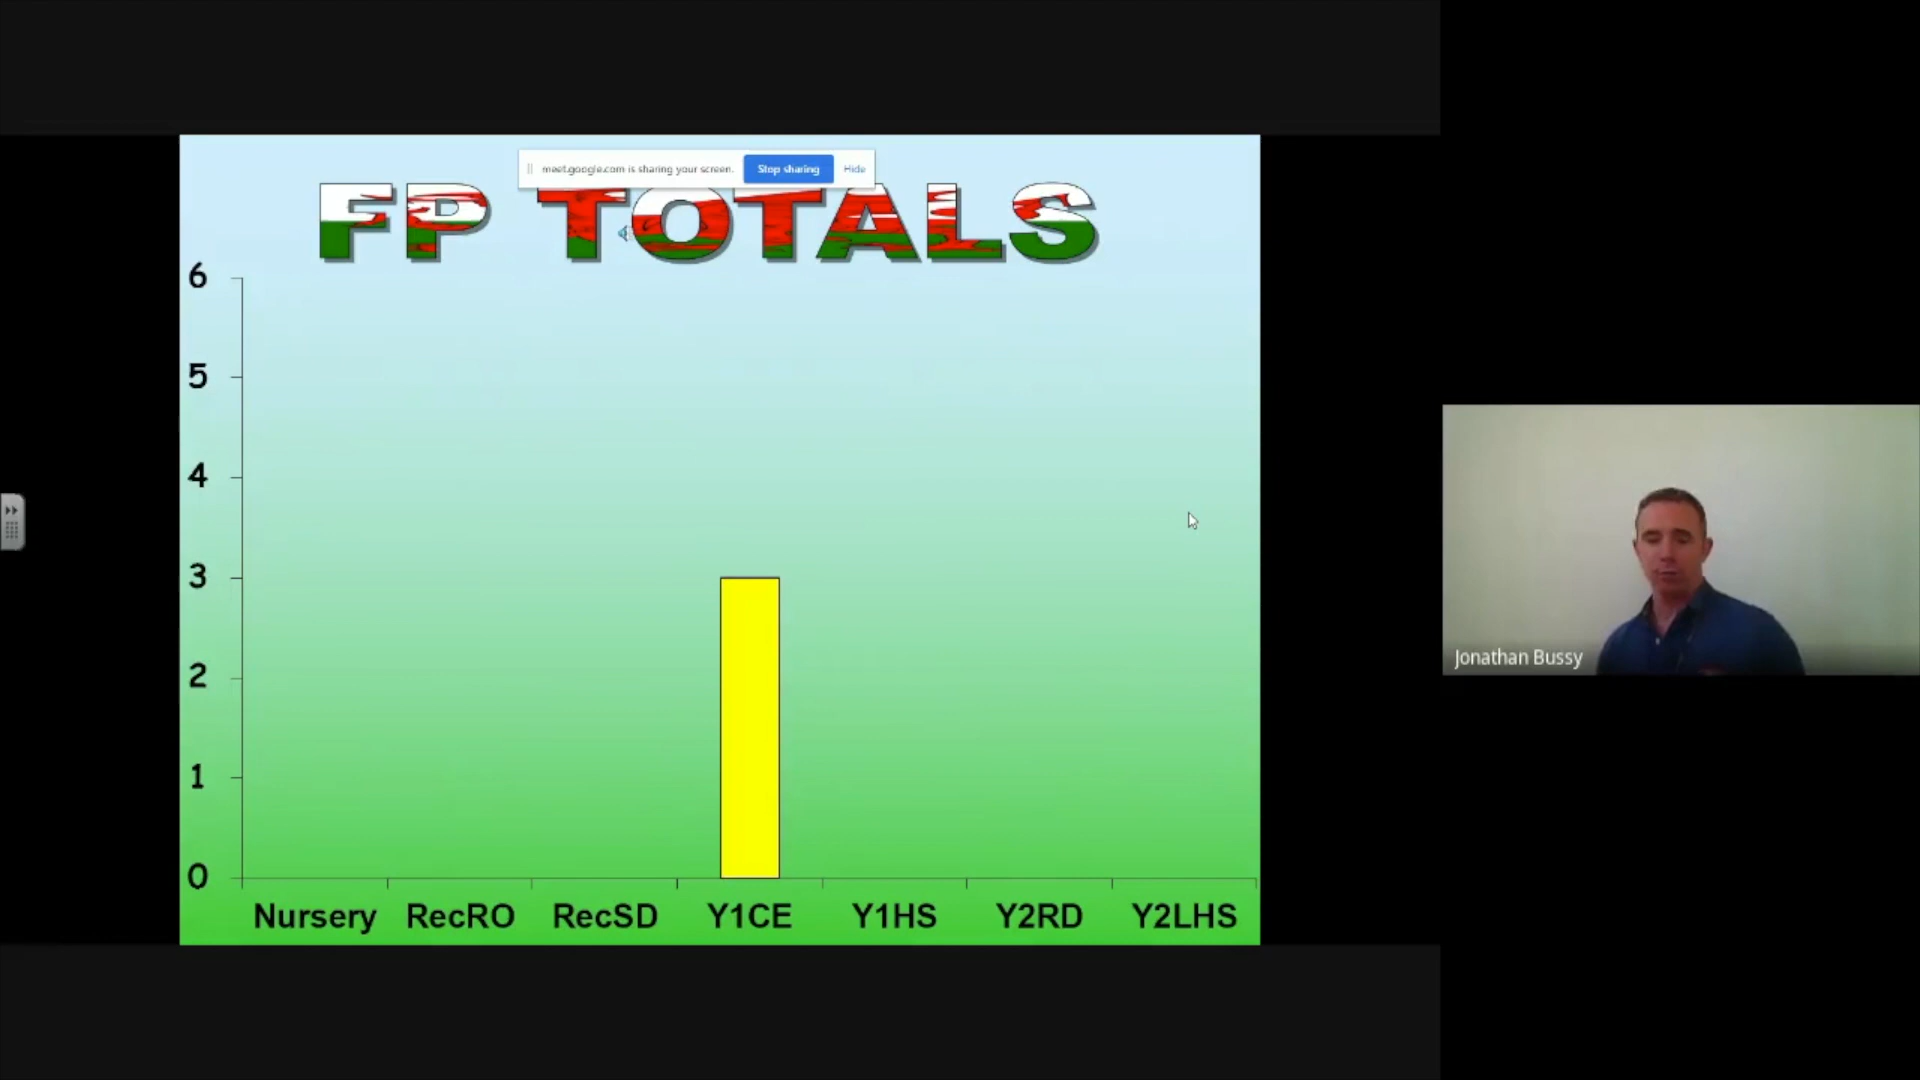 meet.google.com is sharing your screen. Stop sharing Hide
FP TOTALS
6
5
4
3
2
1
0
Nursery RecRO RecSD Y1CE Y1HS Y2RD Y2LHS
Jonathan Bussy